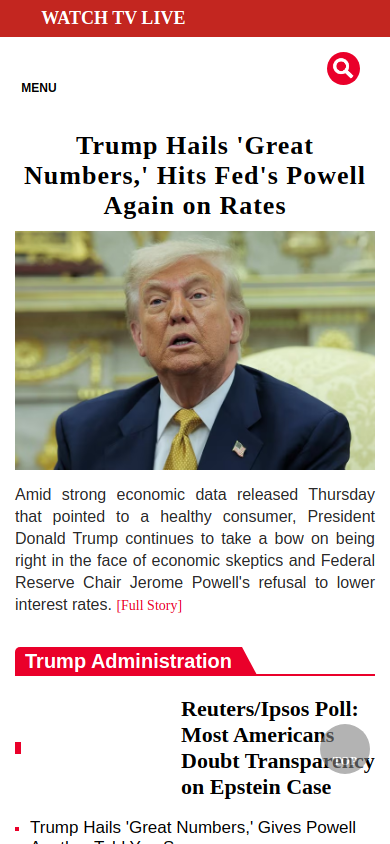 WATCH TV LIVE
MENU
Trump Hails 'Great
Numbers,' Hits Fed's Powell
Again on Rates
Amid strong economic data released Thursday
that pointed to a healthy consumer, President
Donald Trump continues to take a bow on being
right in the face of economic skeptics and Federal
Reserve Chair Jerome Powell's refusal to lower
interest rates. [Full Story]
Trump Administration
Reuters/Ipsos Poll:
Most Americans
Doubt Transparency
on Epstein Case
Trump Hails 'Great Numbers,' Gives Powell